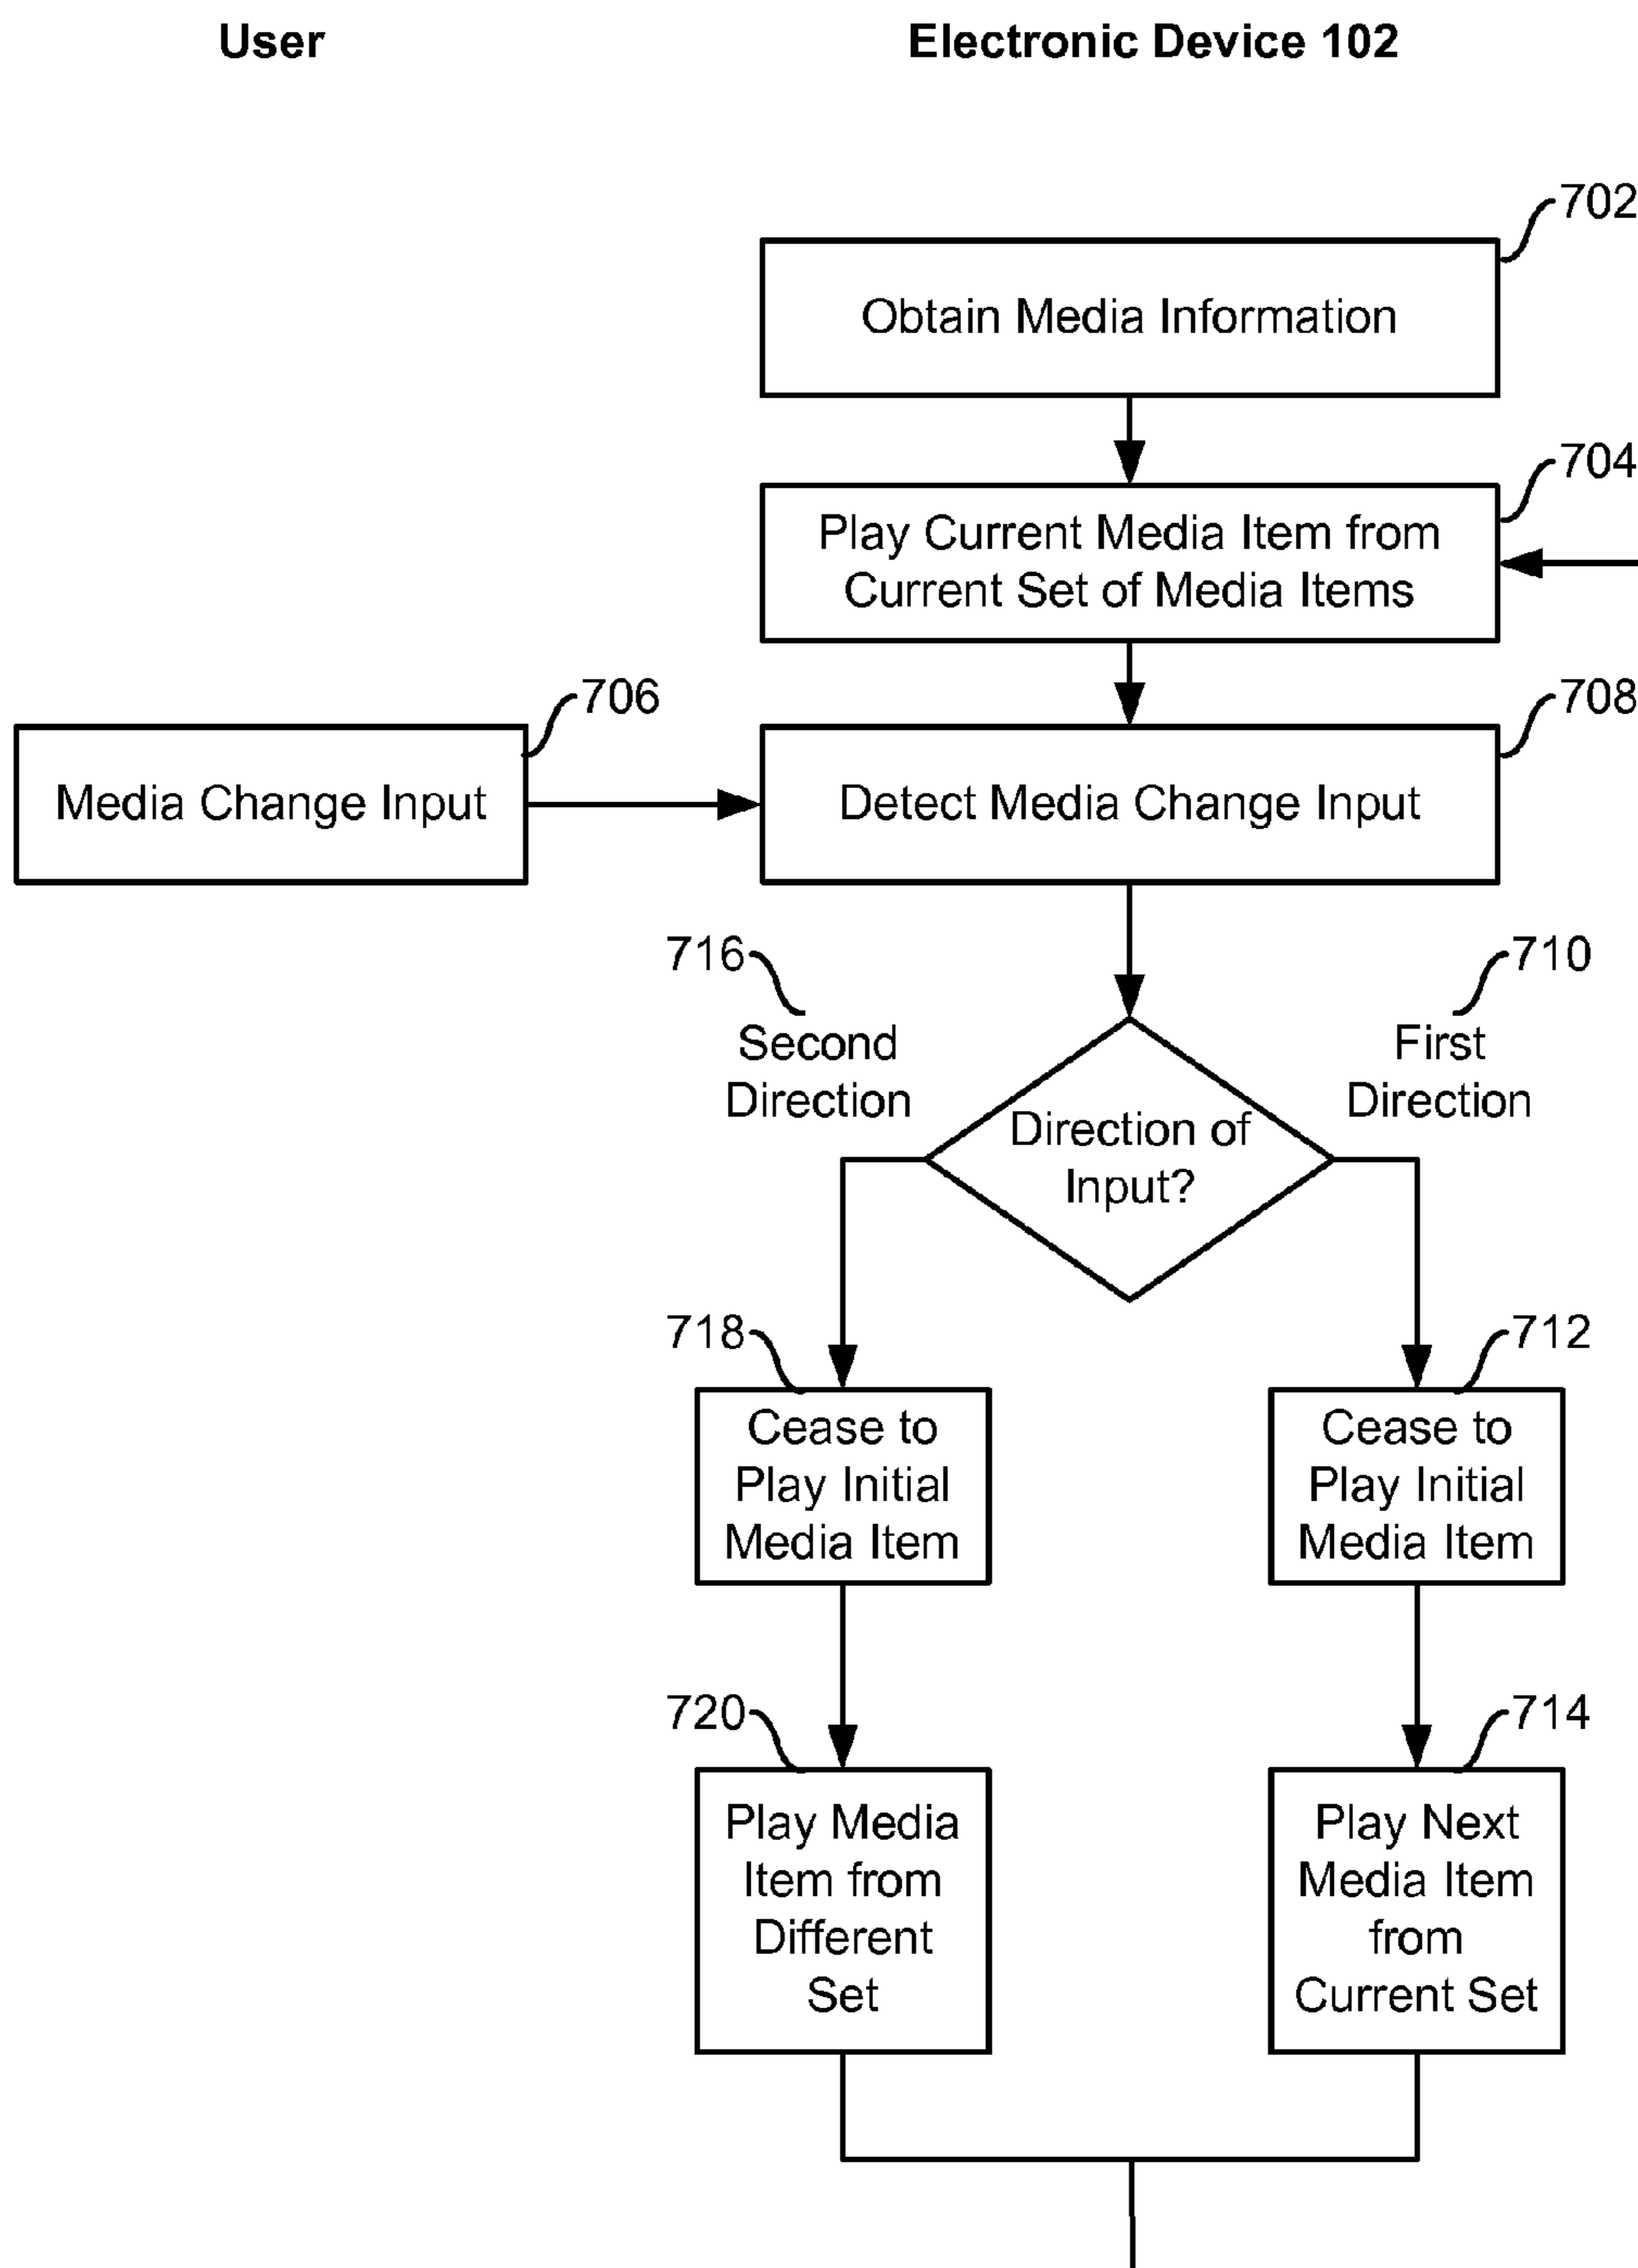 User
Electronic Device 102
702
Obtain Media Information
704
Play Current Media Item from
Current Set of Media Items
706
708
Media Change Input
Detect Media Change Input
716
710
Second
Direction
First
Direction
Direction of
Input?
718
712
Cease to
Play Initial
Media Item
Cease to
Play Initial
Media Item
720
714
Play Media
Item from
Different
Set
Play Next
Media Item
from
Current Set